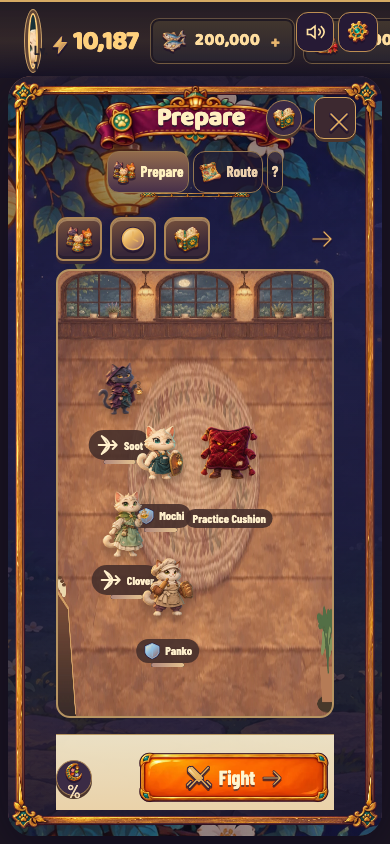 10,187
200,000 +
Prepare
Prepare
Route
?
Soot
Mochi
Practice Cushion
Clover
Panko
%
Fight